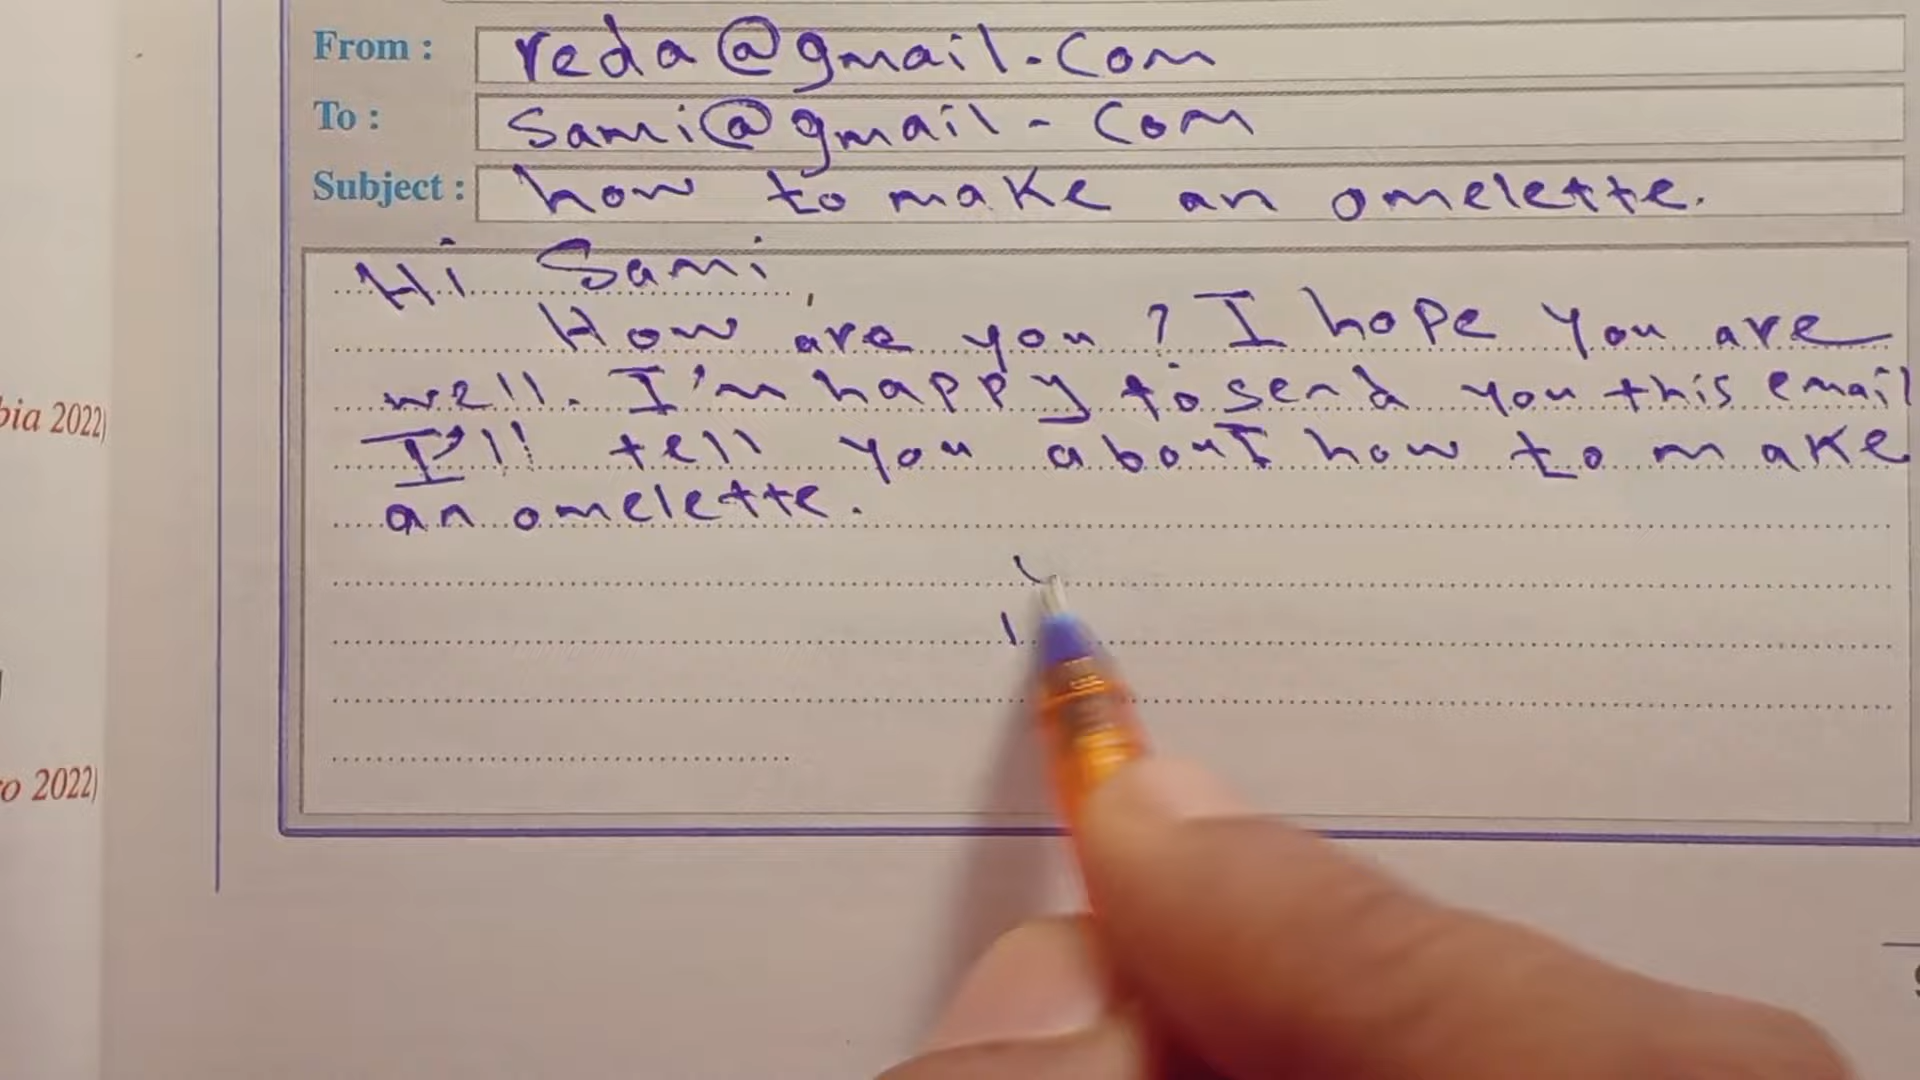 From : reda@gmail.com
To : Sami@gmail.com
Subject : how to make an omelette.
Hi Sami,
How are you? I hope you are
well. I'm happy to send you this email
I'll tell you about how to make
an omelette.
bia 2022)
ro 2022)